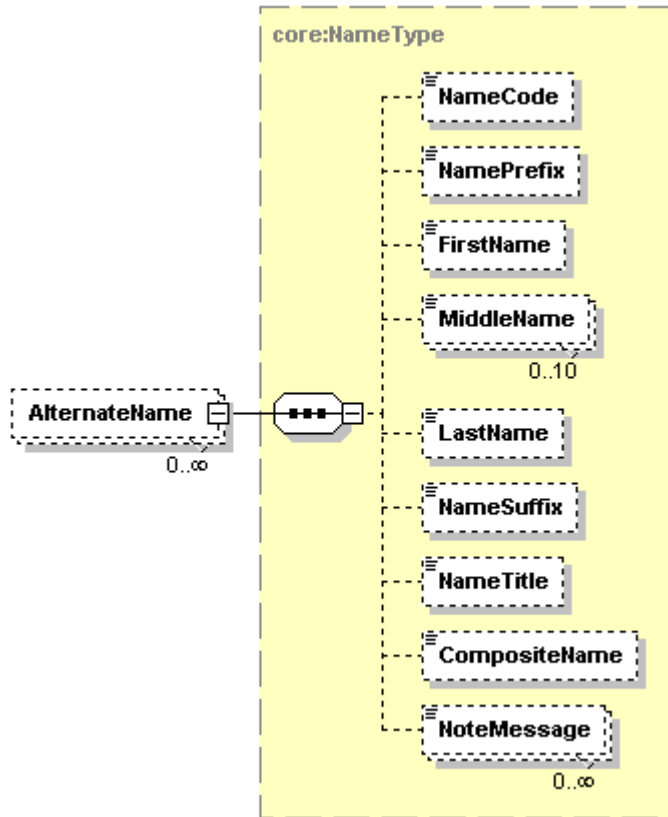 core:NameType
NameCode
NamePrefix
FirstName
MiddleName
0..10
AlternateName
0..∞
LastName
NameSuffix
NameTitle
CompositeName
NoteMessage
0..∞